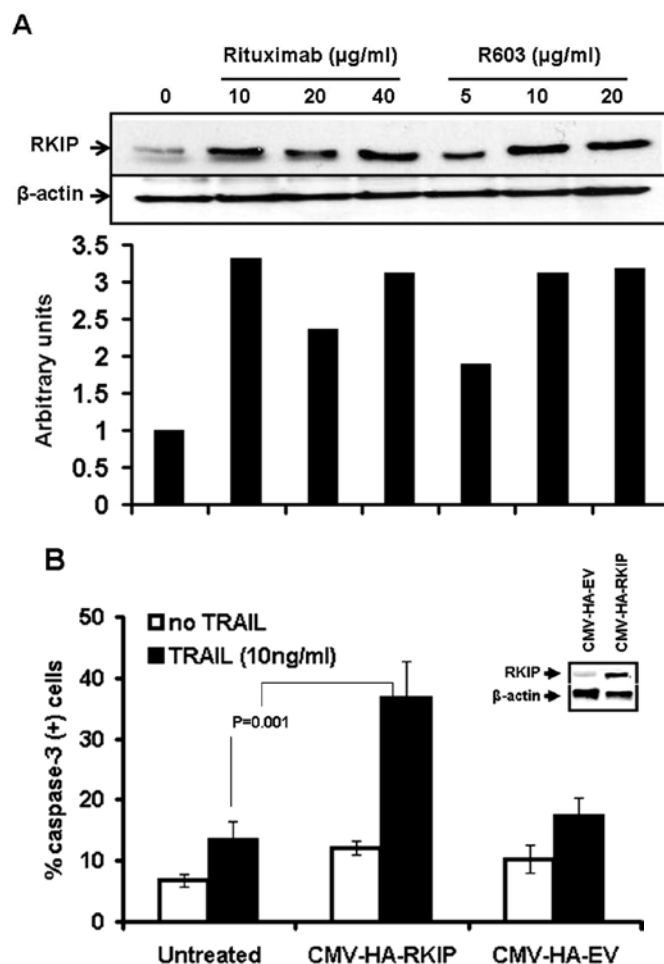 A
Rituximab (µg/ml) R603 (µg/ml)
0 10 20 40 5 10 20
RKIP
β-actin
Arbitrary units
3.5
3
2.5
2
1.5
1
0.5
0
B
CMV-HA-EV
CMV-HA-RKIP
RKIP
β-actin
no TRAIL
TRAIL (10ng/ml)
P=0.001
% caspase-3 (+) cells
50
40
30
20
10
0
Untreated CMV-HA-RKIP CMV-HA-EV